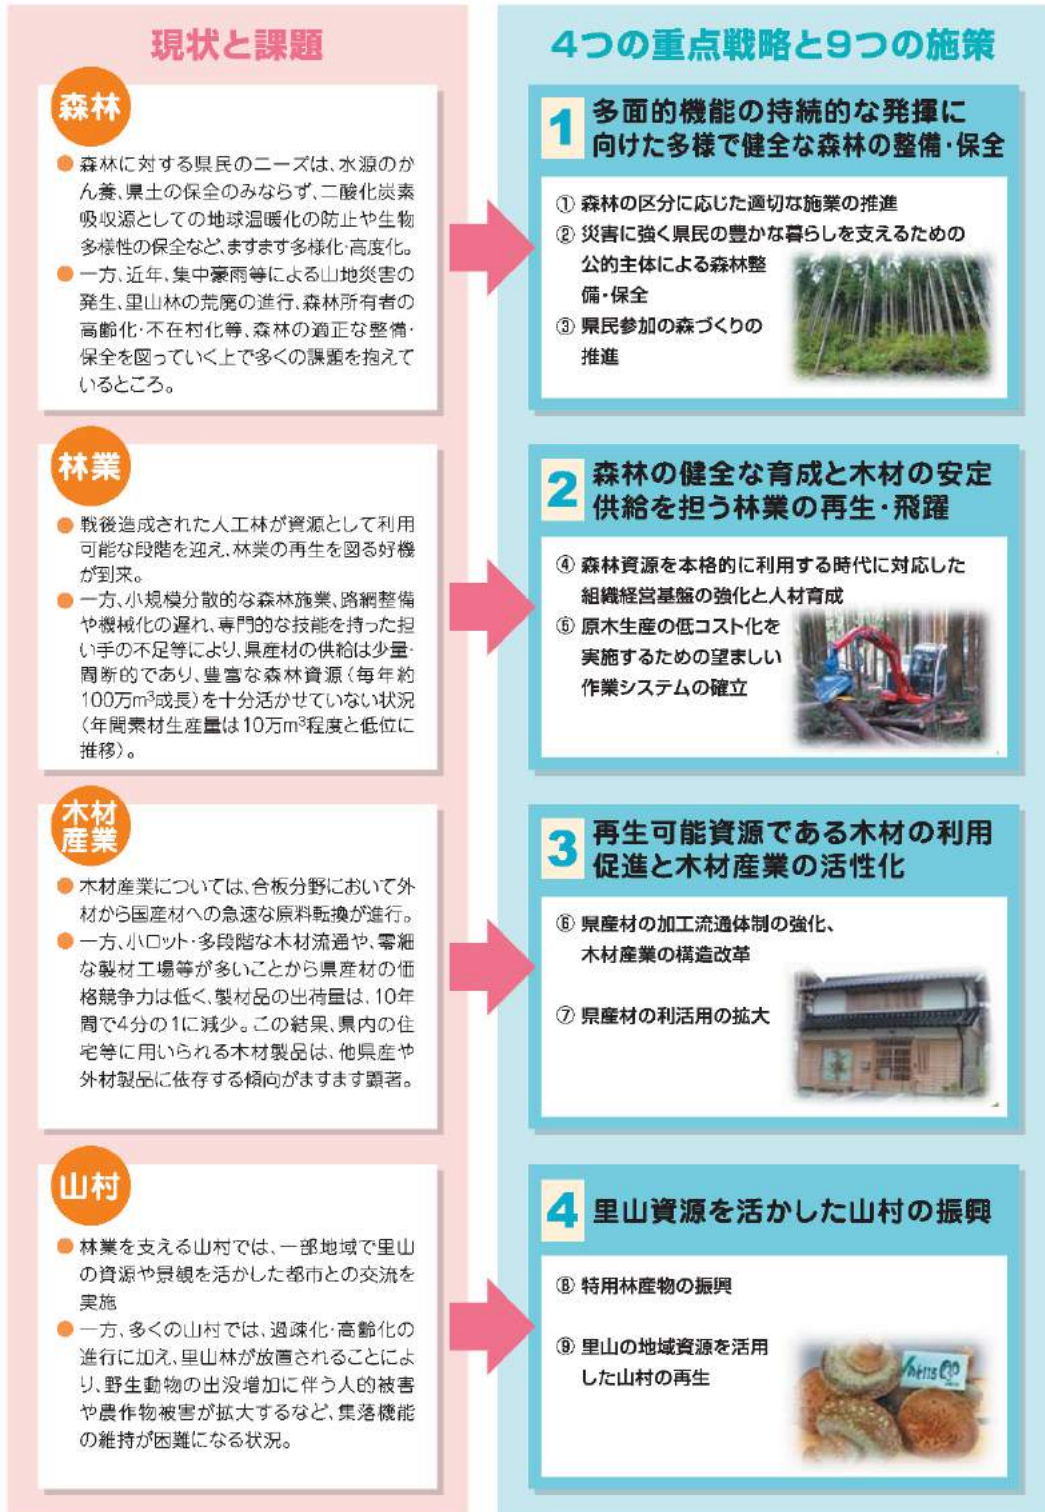 現状と課題
森林
● 森林に対する県民のニーズは、水源のか
ん養、県土の保全のみならず、二酸化炭素
吸収源としての地球温暖化の防止や生物
多様性の保全など、ますます多様化・高度化。
● 一方、近年、集中豪雨等による山地災害の
発生、里山林の荒廃の進行、森林所有者の
高齢化・不在村化等、森林の適正な整備・
保全を図っていく上で多くの課題を抱えて
いるところ。
林業
● 戦後造成された人工林が資源として利用
可能な段階を迎え、林業の再生を図る好機
が到来。
● 一方、小規模分散的な森林施業、路網整備
や機械化の遅れ、専門的な技能を持った担
い手の不足等により、県産材の供給は少量・
間断的であり、豊富な森林資源（毎年約
100万m³成長）を十分活かせていない状況
（年間素材生産量は10万m³程度と低位に
推移）。
木材
産業
● 木材産業については、合板分野において外
材から国産材への急速な原料転換が進行。
● 一方、小ロット・多段階な木材流通や、零細
な製材工場等が多いことから県産材の価
格競争力は低く、製材品の出荷量は、10年
間で4分の1に減少。この結果、県内の住
宅等に用いられる木材製品は、他県産や
外材製品に依存する傾向がますます顕著。
山村
● 林業を支える山村では、一部地域で里山
の資源や景観を活かした都市との交流を
実施
● 一方、多くの山村では、過疎化・高齢化の
進行に加え、里山林が放置されることによ
り、野生動物の出没増加に伴う人的被害
や農作物被害が拡大するなど、集落機能
の維持が困難になる状況。
4つの重点戦略と9つの施策
1 多面的機能の持続的な発揮に
向けた多様で健全な森林の整備・保全
① 森林の区分に応じた適切な施業の推進
② 災害に強く県民の豊かな暮らしを支えるための
公的主体による森林整
備・保全
③ 県民参加の森づくりの
推進
2 森林の健全な育成と木材の安定
供給を担う林業の再生・飛躍
④ 森林資源を本格的に利用する時代に対応した
組織経営基盤の強化と人材育成
⑤ 原木生産の低コスト化を
実施するための望ましい
作業システムの確立
3 再生可能資源である木材の利用
促進と木材産業の活性化
⑥ 県産材の加工流通体制の強化、
木材産業の構造改革
⑦ 県産材の利活用の拡大
4 里山資源を活かした山村の振興
⑧ 特用林産物の振興
⑨ 里山の地域資源を活用
した山村の再生